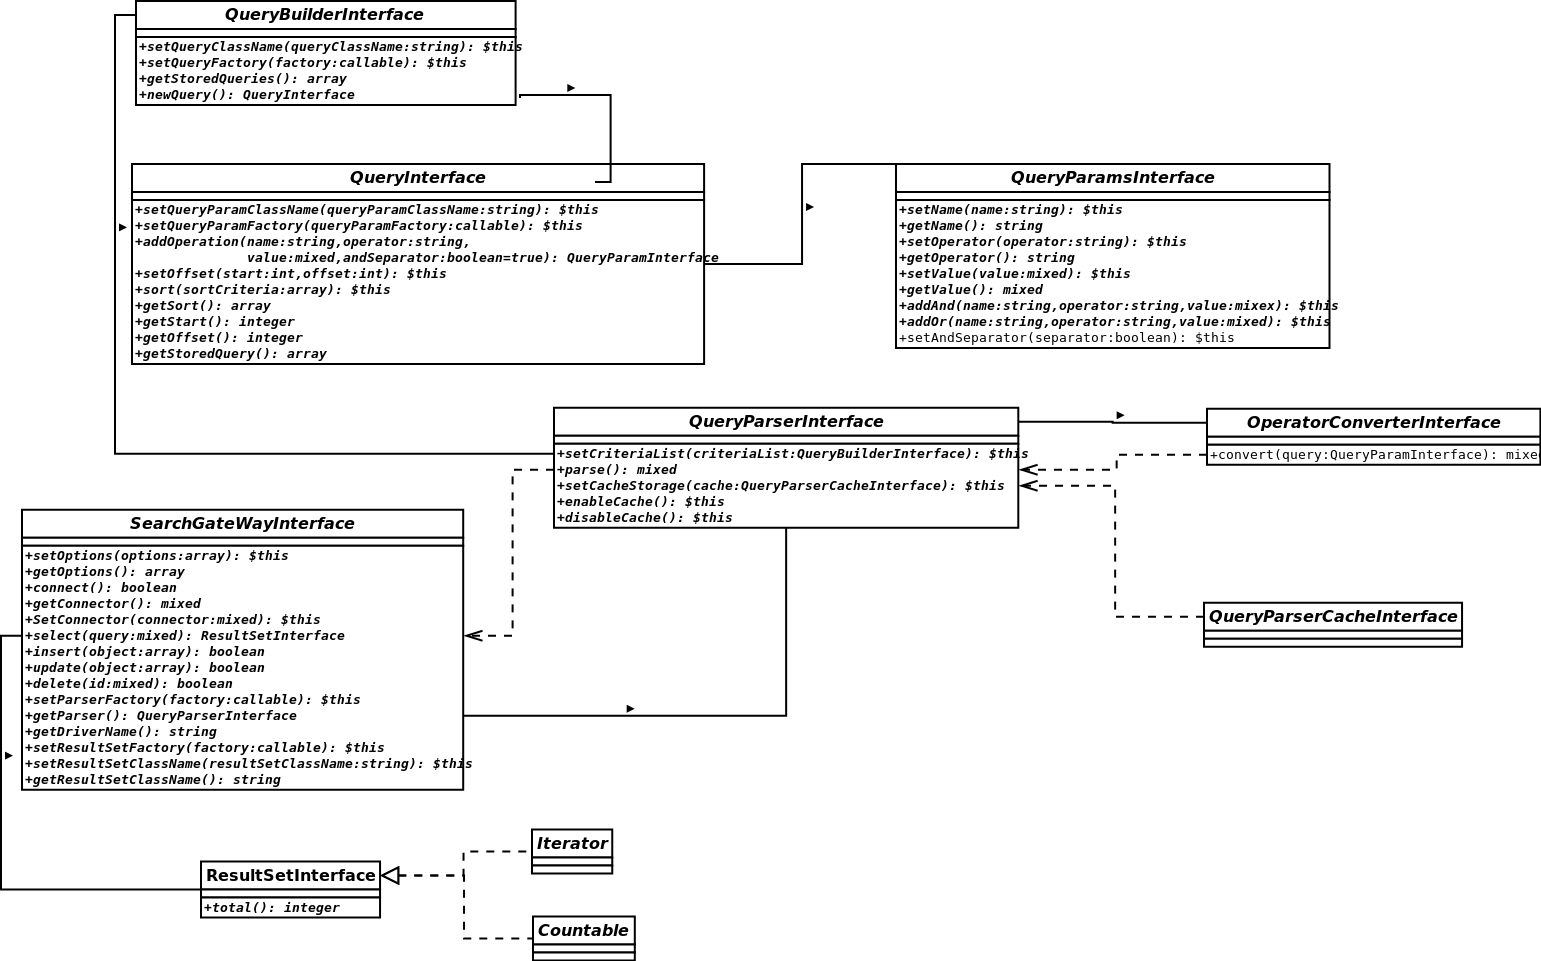 QueryBuilderInterface
+setQueryClassName(queryClassName:string): $this
+setQueryFactory(factory:callable): $this
+getStoredQueries(): array
+newQuery(): QueryInterface
QueryInterface
+setQueryParamClassName(queryParamClassName:string): $this
+setQueryParamFactory(queryParamFactory:callable): $this
+addOperation(name:string,operator:string,
value:mixed,andSeparator:boolean=true): QueryParamInterface
+setOffset(start:int,offset:int): $this
+sort(sortCriteria:array): $this
+getSort(): array
+getStart(): integer
+getOffset(): integer
+getStoredQuery(): array
QueryParamsInterface
+setName(name:string): $this
+getName(): string
+setOperator(operator:string): $this
+getOperator(): string
+setValue(value:mixed): $this
+getValue(): mixed
+addAnd(name:string,operator:string,value:mixex): $this
+addOr(name:string,operator:string,value:mixed): $this
+setAndSeparator(separator:boolean): $this
QueryParserInterface
+setCriteriaList(criteriaList:QueryBuilderInterface): $this
+parse(): mixed
+setCacheStorage(cache:QueryParserCacheInterface): $this
+enableCache(): $this
+disableCache(): $this
OperatorConverterInterface
+convert(query:QueryParamInterface): mixed
SearchGateWayInterface
+setOptions(options:array): $this
+getOptions(): array
+connect(): boolean
+getConnector(): mixed
+SetConnector(connector:mixed): $this
+select(query:mixed): ResultSetInterface
+insert(object:array): boolean
+update(object:array): boolean
+delete(id:mixed): boolean
+setParserFactory(factory:callable): $this
+getParser(): QueryParserInterface
+getDriverName(): string
+setResultSetFactory(factory:callable): $this
+setResultSetClassName(resultSetClassName:string): $this
+getResultSetClassName(): string
QueryParserCacheInterface
Iterator
ResultSetInterface
+total(): integer
Countable